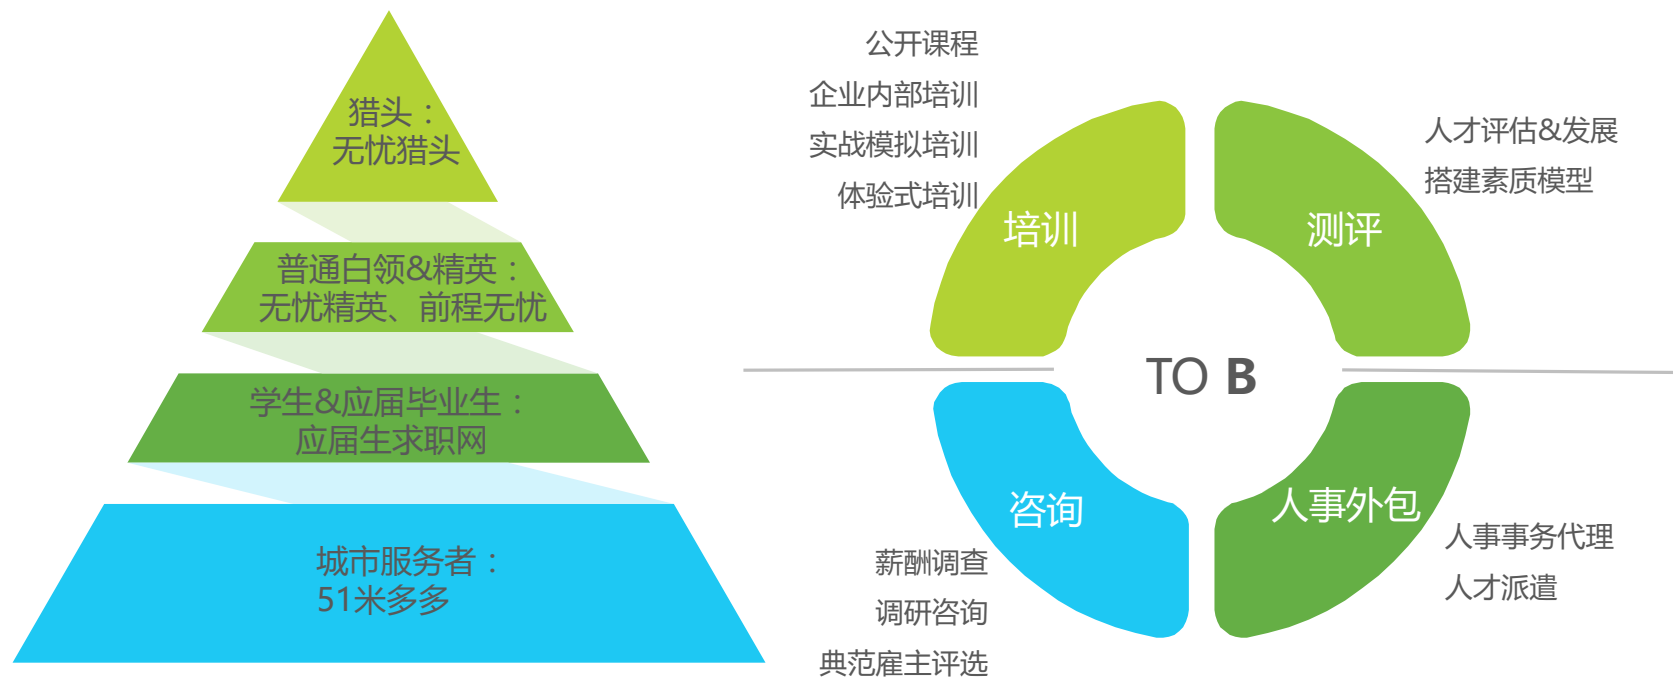 猎头：
无忧猎头
普通白领&精英：
无忧精英、前程无忧
学生&应届毕业生：
应届生求职网
城市服务者：
51米多多
公开课程
企业内部培训
实战模拟培训
体验式培训
培训
测评
人才评估&发展
搭建素质模型
TO B
咨询
薪酬调查
调研咨询
典范雇主评选
人事外包
人事事务代理
人才派遣